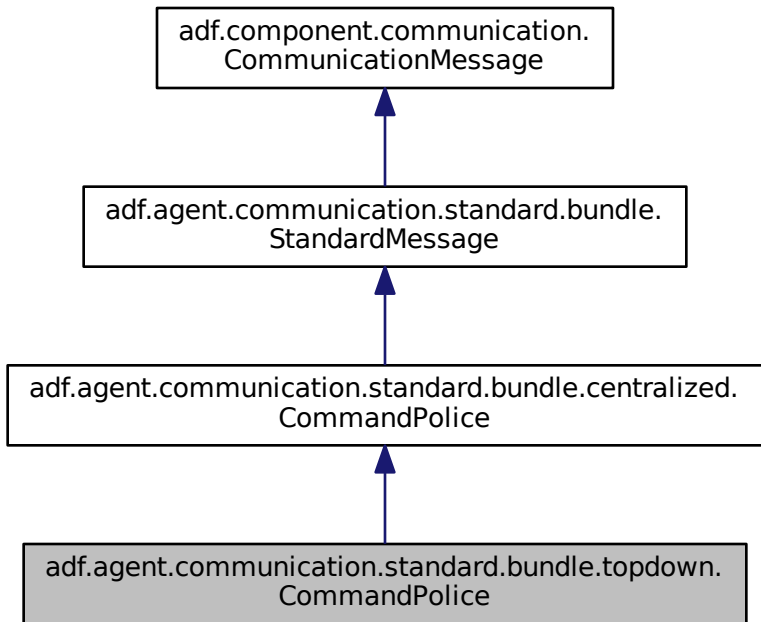 adf.component.communication.
CommunicationMessage
adf.agent.communication.standard.bundle.
StandardMessage
adf.agent.communication.standard.bundle.centralized.
CommandPolice
adf.agent.communication.standard.bundle.topdown.
CommandPolice